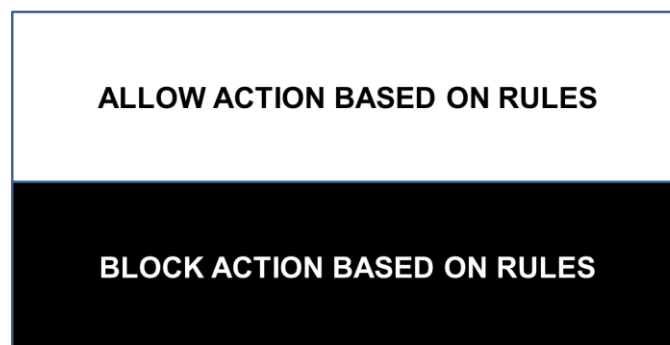 ALLOW ACTION BASED ON RULES
BLOCK ACTION BASED ON RULES